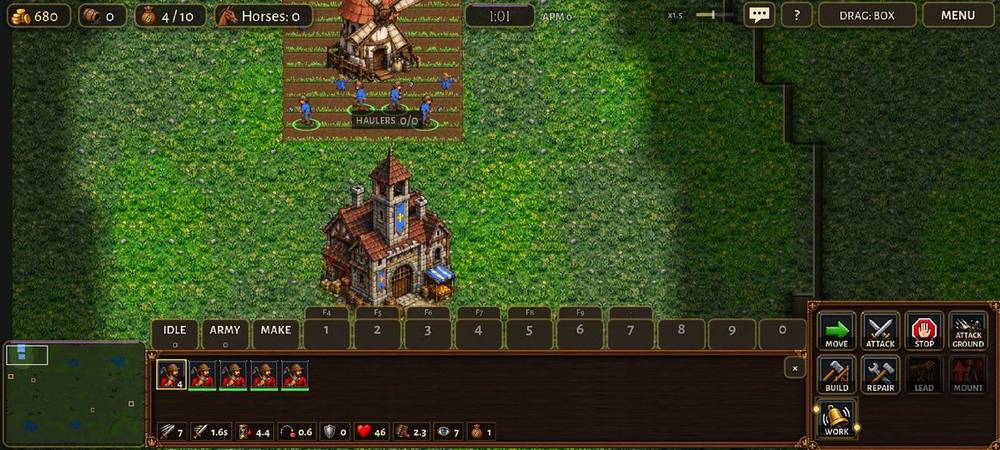 680
0
4/10
Horses: 0
1:01
APM 0
x1.5
?
DRAG: BOX
MENU
HAULERS 0/0
F4 F5 F6 F7 F8 F9
IDLE
0
ARMY
0
MAKE
1 2 3 4 5 6 7 8 9 0
4
×
7 1.65 4.4 0.6 0 46 2.3 7 1
MOVE
ATTACK
STOP
ATTACK
GROUND
BUILD
REPAIR
LEAD
MOUNT
WORK